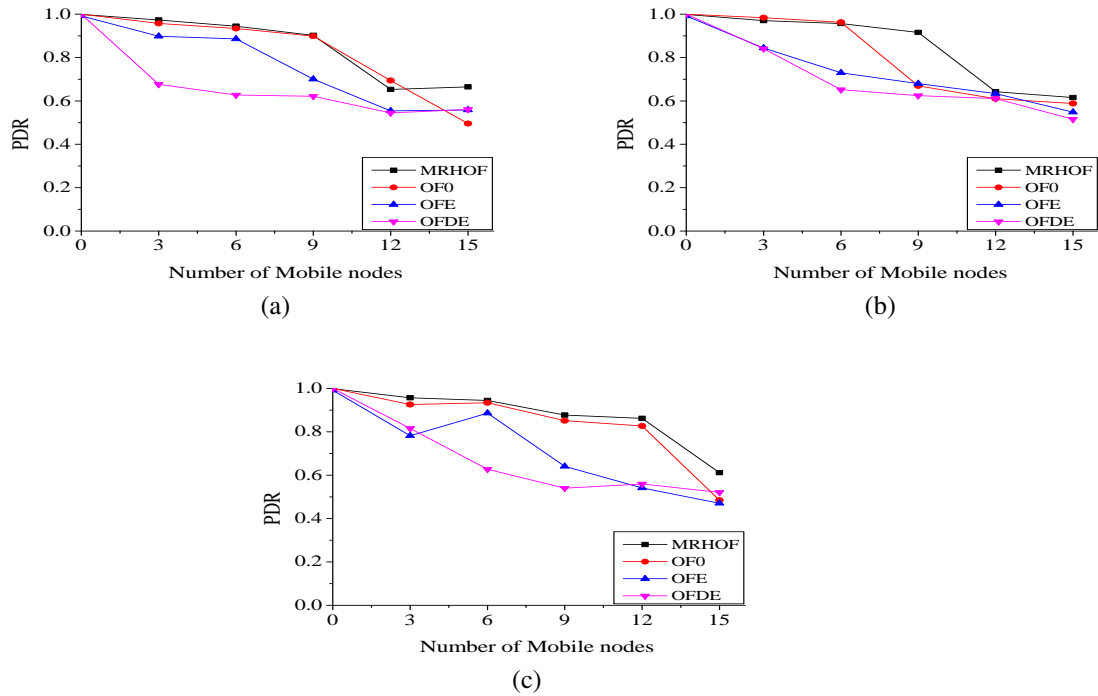 1.0
0.8
0.6
0.4
0.2
0.0
PDR
MRHOF
OF0
OFE
OFDE
0 3 6 9 12 15
Number of Mobile nodes
(a)
1.0
0.8
0.6
0.4
0.2
0.0
PDR
MRHOF
OF0
OFE
OFDE
0 3 6 9 12 15
Number of Mobile nodes
(b)
1.0
0.8
0.6
0.4
0.2
0.0
PDR
MRHOF
OF0
OFE
OFDE
0 3 6 9 12 15
Number of Mobile nodes
(c)